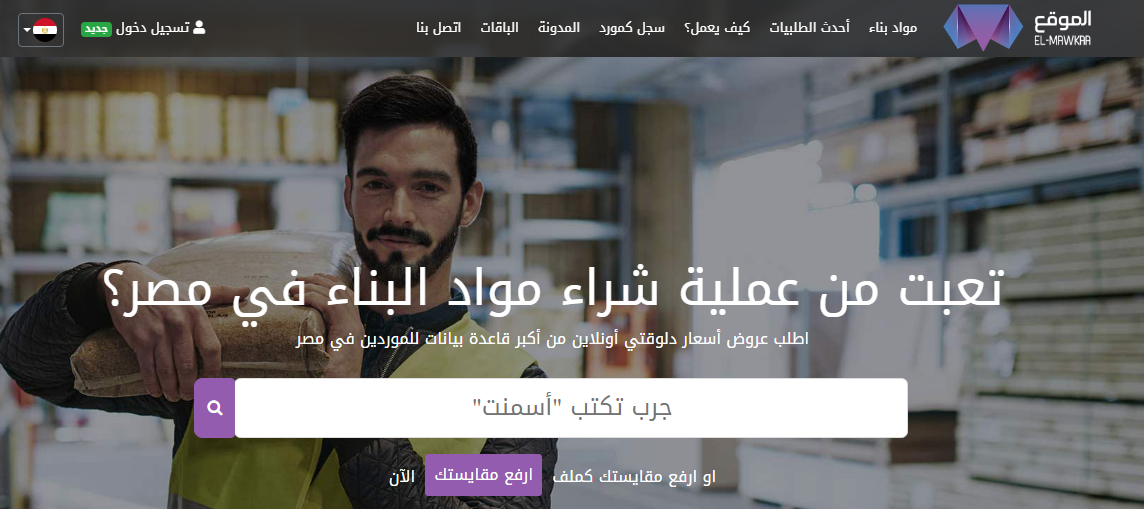 الموقع
EL-MAWKAA
مواد بناء
أحدث الطلبيات
كيف يعمل؟
سجل كمورد
المدونة
الباقات
اتصل بنا
تسجيل دخول جديد
تعبت من عملية شراء مواد البناء في مصر؟
اطلب عروض أسعار دلوقتي أونلاين من أكبر قاعدة بيانات للموردين في مصر
جرب تكتب "أسمنت"
او ارفع مقايستك كملف ارفع مقايستك الآن